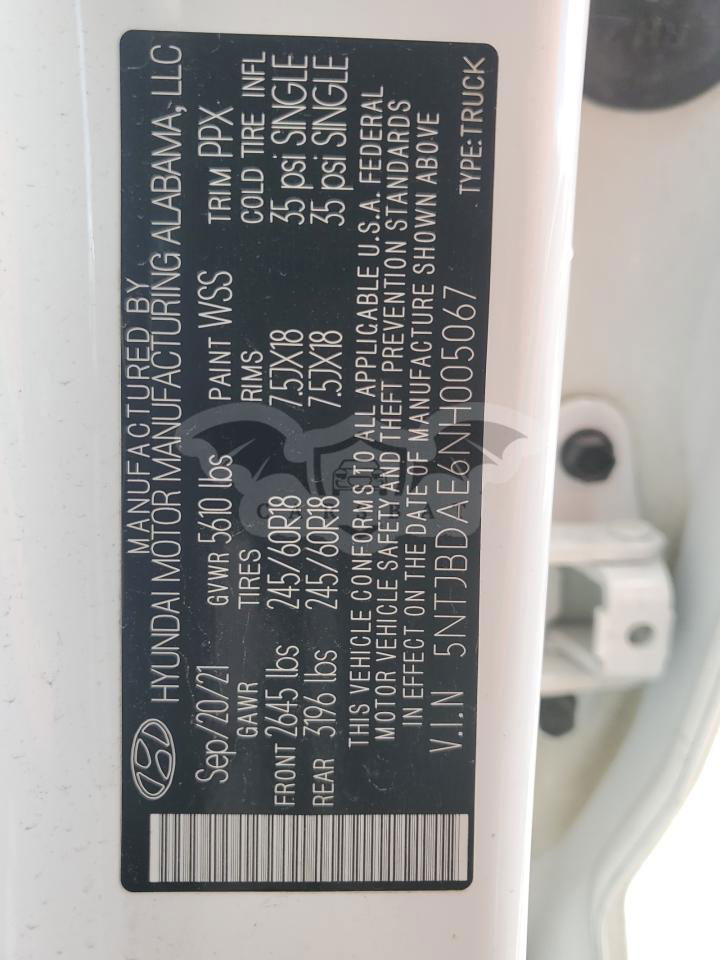 MANUFACTURED BY
HYUNDAI MOTOR MANUFACTURING ALABAMA, LLC
Sep/20/21 GVWR 5610 lbs PAINT WSS TRIM PPX
GAWR TIRES RIMS COLD TIRE INFL
FRONT 2645 lbs 245/60R18 7.5JX18 35 psi SINGLE
REAR 3196 lbs 245/60R18 7.5JX18 35 psi SINGLE
THIS VEHICLE CONFORMS TO ALL APPLICABLE U.S.A. FEDERAL
MOTOR VEHICLE SAFETY AND THEFT PREVENTION STANDARDS
IN EFFECT ON THE DATE OF MANUFACTURE SHOWN ABOVE
V.I.N 5NTJBDAE6NH005067 TYPE:TRUCK
CARSBAT